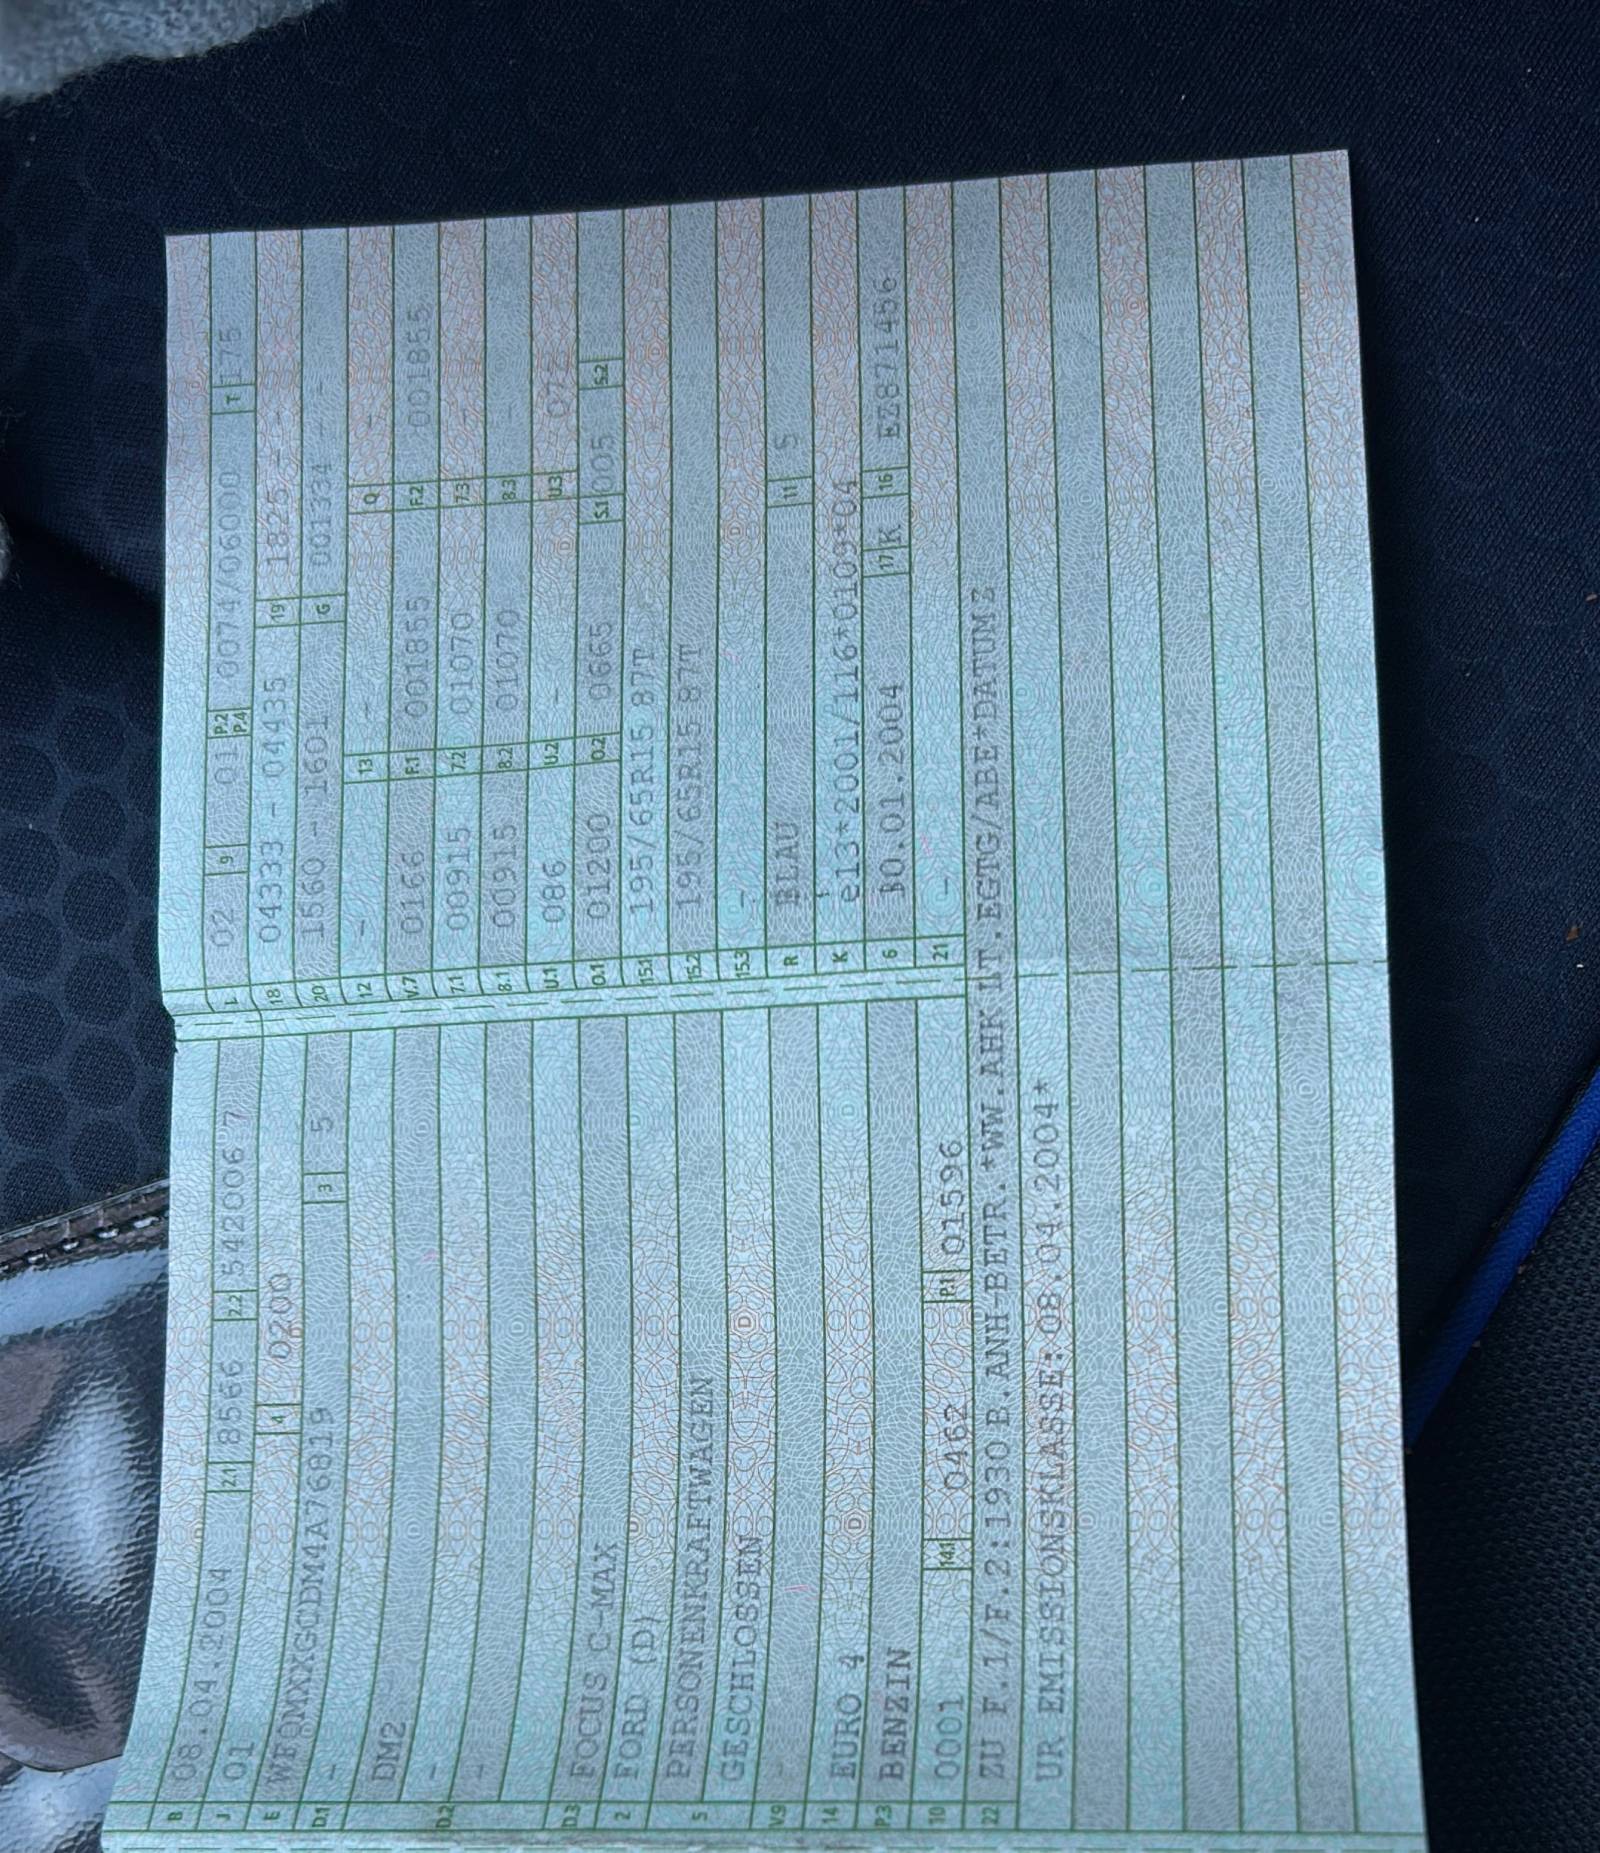 B 08.04.2004
J 01 2.1 8566 2.2 5420067 7
E WF0MXXGCDM4A76819 4 0200
D.1 - 3 5
DM2
D.2 -
-
D.3 FOCUS C-MAX
2 FORD (D)
5 PERSONENKRAFTWAGEN
GESCHLOSSEN
V.9 -
14 EURO 4
P.3 BENZIN
10 0001 14.1 0462 P.1 01596
L 02 9 01 P.2 P.4 0074/06000 T 175
18 04333 - 04435 19 1825 - -
20 1560 - 1601 G 001334 - -
12 - 13 - Q -
V.7 0166 F.1 001855 F.2 001855
7.1 00915 7.2 01070 7.3 -
8.1 00915 8.2 01070 8.3 -
U.1 086 U.2 - U.3 072
O.1 01200 O.2 0665 S.1 005 S.2
15.1 195/65R15 87T
15.2 195/65R15 87T
15.3 -
R BLAU 11 5
K e13*2001/116*0109*04
6 30.01.2004 17 K 16 EZ871456
21 -
22 ZU F.1/F.2:1930 B.ANH-BETR.*WW.AHK LT.EGTG/ABE*DATUM Z
UR EMISSIONSKLASSE:08.04.2004*